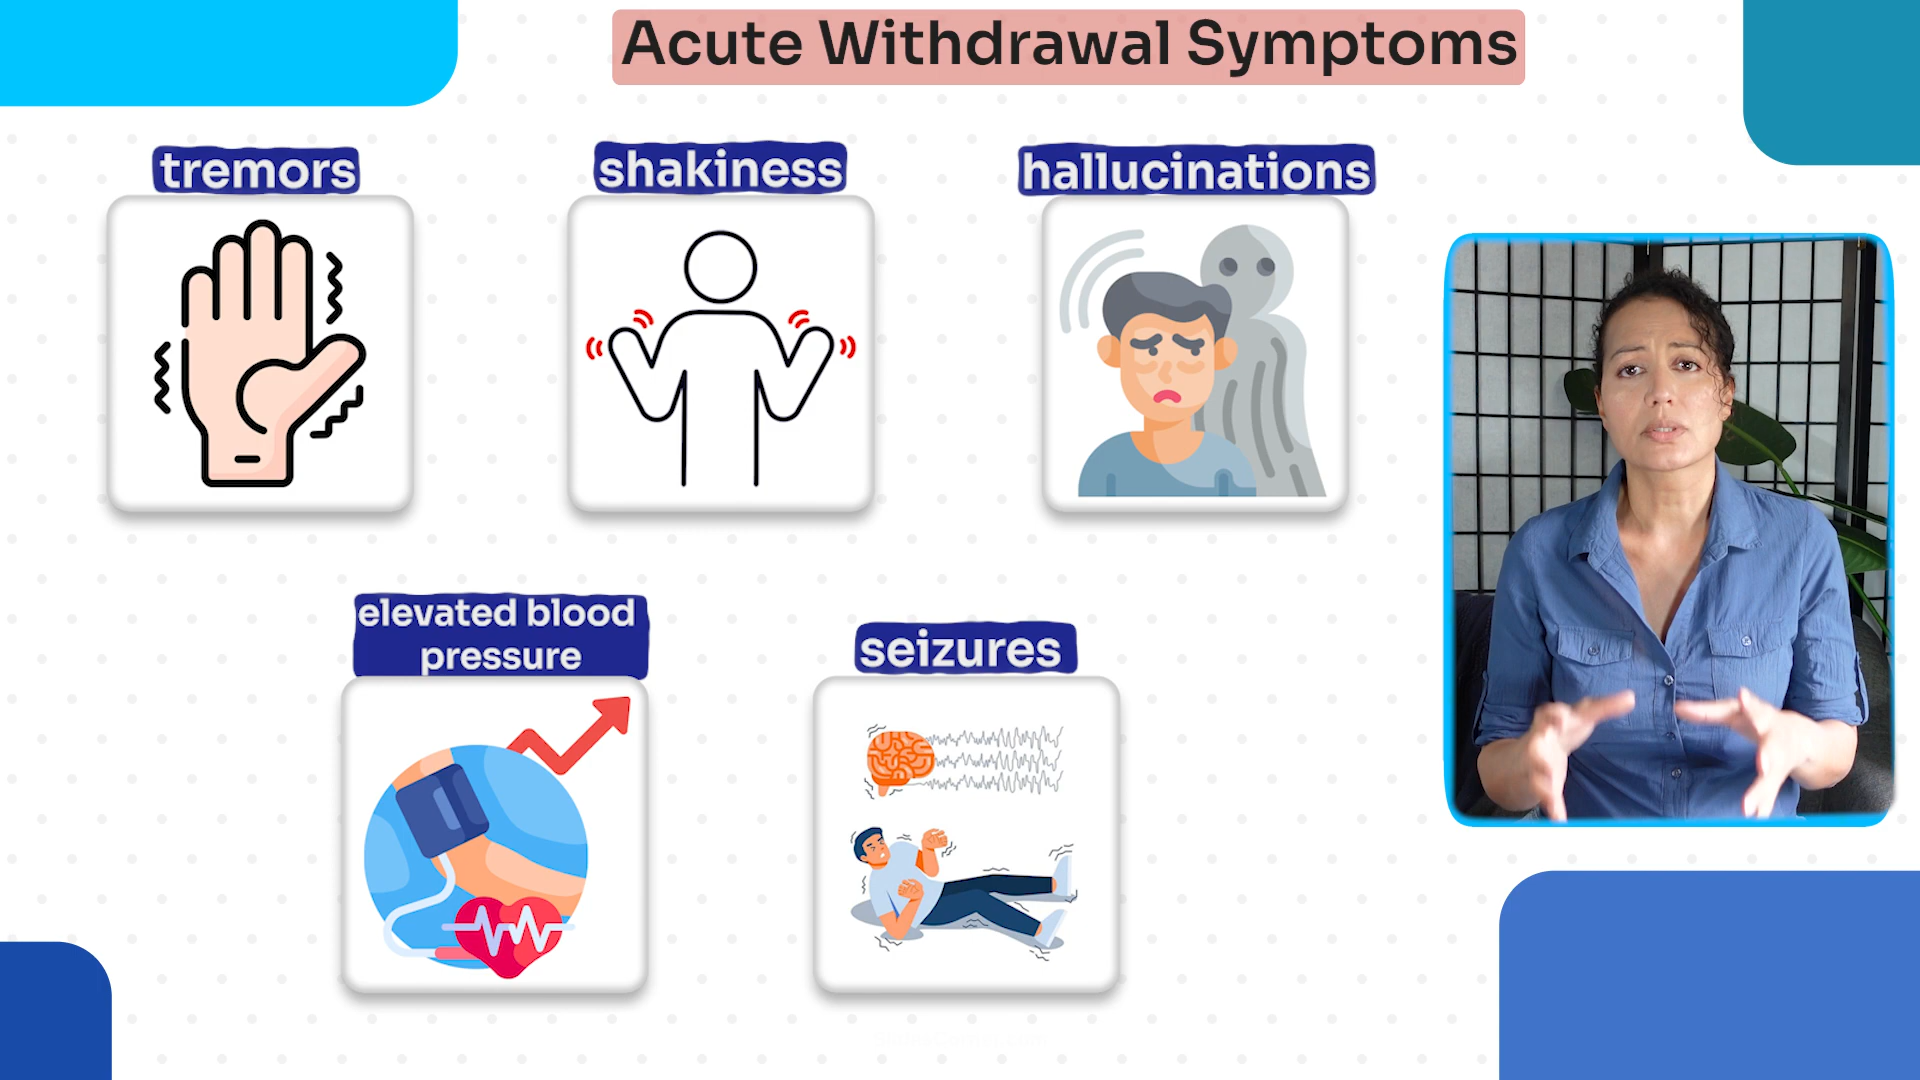 Acute Withdrawal Symptoms
tremors
shakiness
hallucinations
elevated blood
pressure
seizures